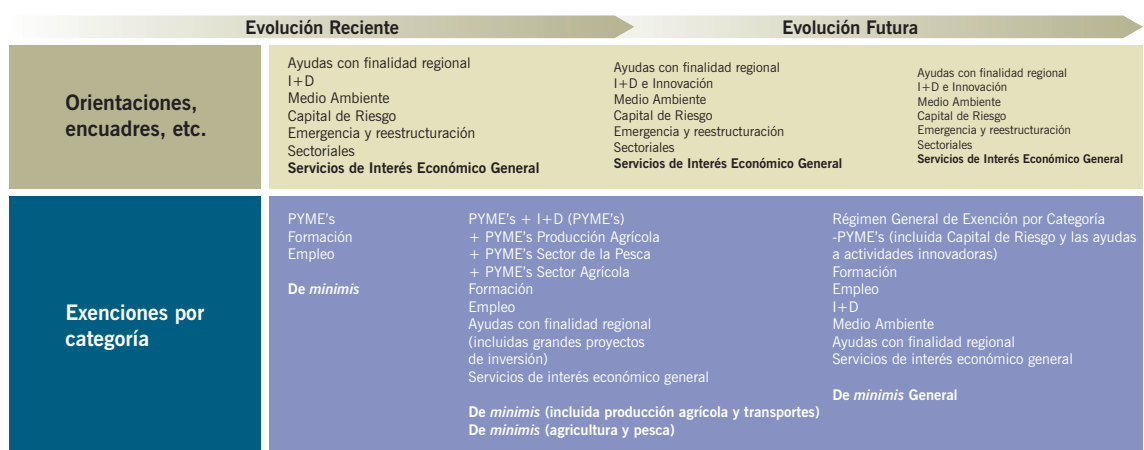 Evolución Reciente
Evolución Futura
Orientaciones,
encuadres, etc.
Ayudas con finalidad regional
I+D
Medio Ambiente
Capital de Riesgo
Emergencia y reestructuración
Sectoriales
Servicios de Interés Económico General
Ayudas con finalidad regional
I+D e Innovación
Medio Ambiente
Capital de Riesgo
Emergencia y reestructuración
Sectoriales
Servicios de Interés Económico General
Ayudas con finalidad regional
I+D e Innovación
Medio Ambiente
Capital de Riesgo
Emergencia y reestructuración
Sectoriales
Servicios de Interés Económico General
Exenciones por
categoría
PYME's
Formación
Empleo
De minimis
PYME's + I+D (PYME's)
+ PYME's Producción Agrícola
+ PYME's Sector de la Pesca
+ PYME's Sector Agrícola
Formación
Empleo
Ayudas con finalidad regional
(incluidas grandes proyectos
de inversión)
Servicios de interés económico general
De minimis (incluida producción agrícola y transportes)
De minimis (agricultura y pesca)
Régimen General de Exención por Categoría
-PYME's (incluida Capital de Riesgo y las ayudas
a actividades innovadoras)
Formación
Empleo
I+D
Medio Ambiente
Ayudas con finalidad regional
Servicios de interés económico general
De minimis General